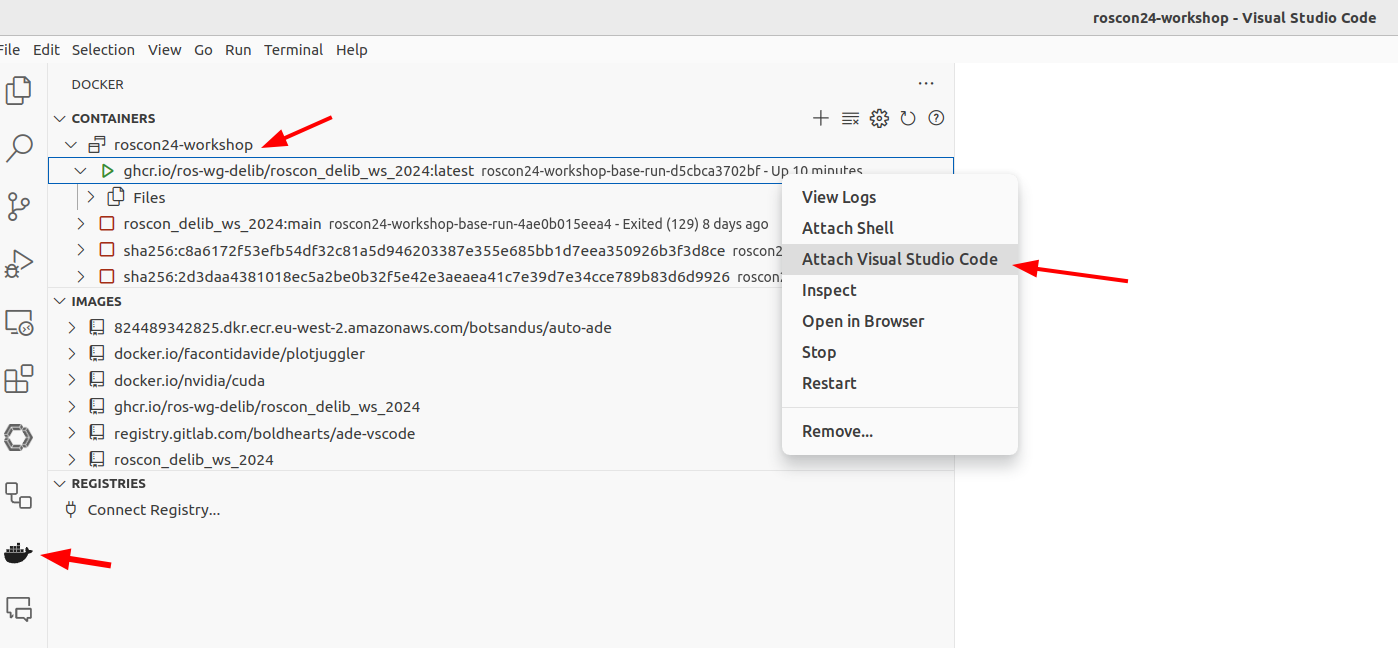 roscon24-workshop - Visual Studio Code
File Edit Selection View Go Run Terminal Help
DOCKER
CONTAINERS
roscon24-workshop
ghcr.io/ros-wg-delib/roscon_delib_ws_2024:latest roscon24-workshop-base-run-d5cbca3702bf - Up 10 minutes
Files
roscon_delib_ws_2024:main roscon24-workshop-base-run-4ae0b015eea4 - Exited (129) 8 days ago
sha256:c8a6172f53efb54df32c81a5d946203387e355e685bb1d7eea350926b3f3d8ce roscon2
sha256:2d3daa4381018ec5a2be0b32f5e42e3aeaea41c7e39d7e34cce789b83d6d9926 roscon2
IMAGES
824489342825.dkr.ecr.eu-west-2.amazonaws.com/botsandus/auto-ade
docker.io/facontidavide/plotjuggler
docker.io/nvidia/cuda
ghcr.io/ros-wg-delib/roscon_delib_ws_2024
registry.gitlab.com/boldhearts/ade-vscode
roscon_delib_ws_2024
REGISTRIES
Connect Registry...
View Logs
Attach Shell
Attach Visual Studio Code
Inspect
Open in Browser
Stop
Restart
Remove...